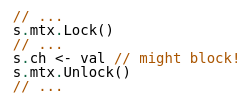 // ...
s.mtx.Lock()
// ...
s.ch <- val // might block!
s.mtx.Unlock()
// ...